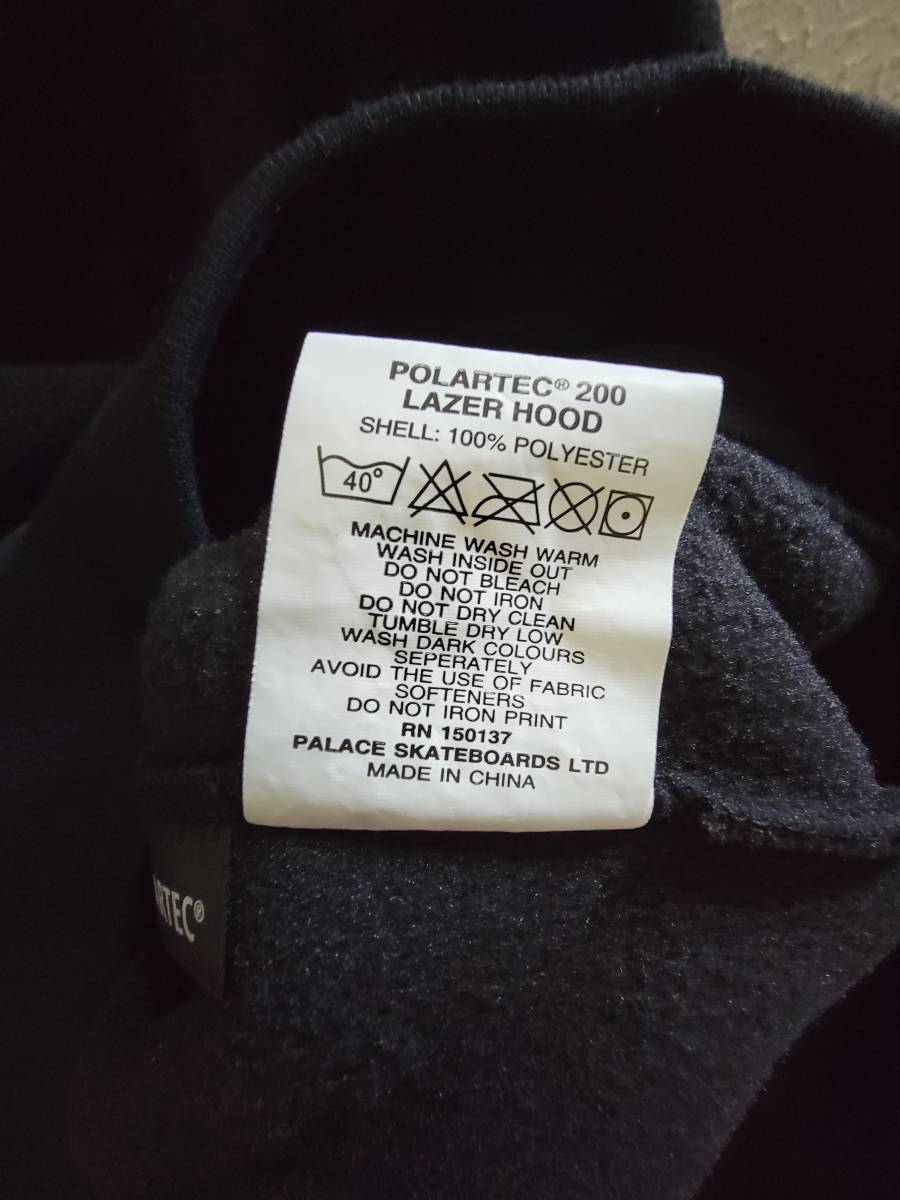 POLARTEC® 200
LAZER HOOD
SHELL: 100% POLYESTER
40°
MACHINE WASH WARM
WASH INSIDE OUT
DO NOT BLEACH
DO NOT IRON
DO NOT DRY CLEAN
TUMBLE DRY LOW
WASH DARK COLOURS
SEPERATELY
AVOID THE USE OF FABRIC
SOFTENERS
DO NOT IRON PRINT
RN 150137
PALACE SKATEBOARDS LTD
MADE IN CHINA
ARTEC®